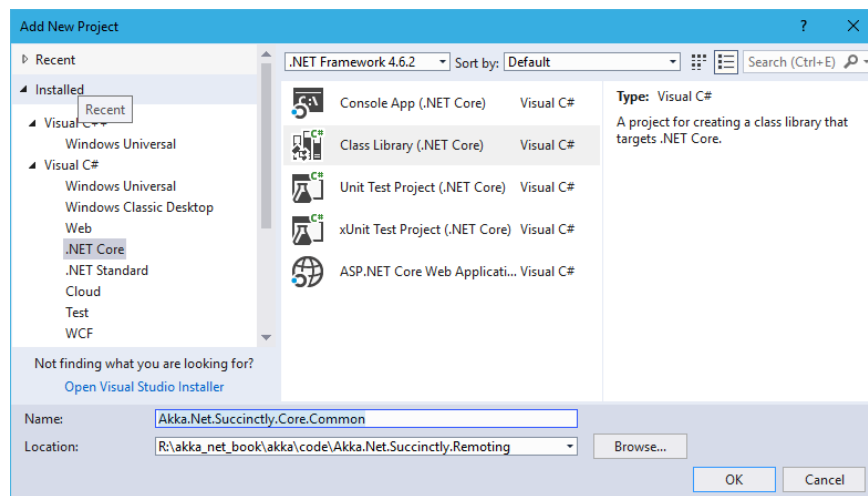 Add New Project
?
Recent
.NET Framework 4.6.2
Sort by:
Default
Search (Ctrl+E)
Installed
Recent
Visual C++
Windows Universal
Visual C#
Windows Universal
Windows Classic Desktop
Web
.NET Core
.NET Standard
Cloud
Test
WCF
Not finding what you are looking for?
Open Visual Studio Installer
Console App (.NET Core) Visual C#
Class Library (.NET Core) Visual C#
Unit Test Project (.NET Core) Visual C#
xUnit Test Project (.NET Core) Visual C#
ASP.NET Core Web Applicati... Visual C#
Type: Visual C#
A project for creating a class library that
targets .NET Core.
Name: Akka.Net.Succinctly.Core.Common
Location: R:\akka_net_book\akka\code\Akka.Net.Succinctly.Remoting
Browse...
OK
Cancel